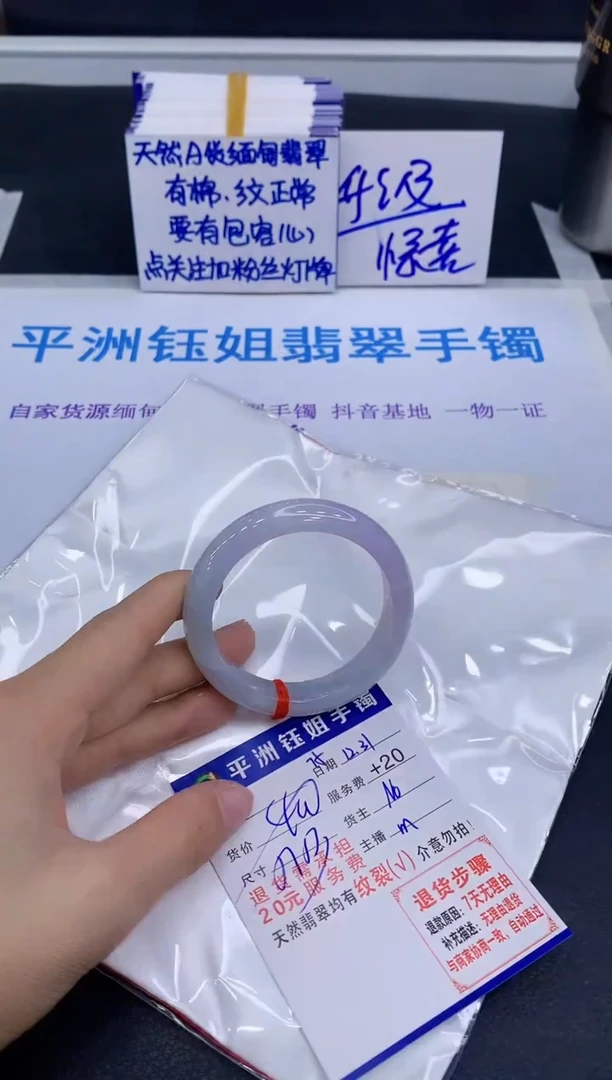 天然A货缅甸翡翠
有棉、纹正常
要有包容心
点关注加粉丝灯牌
升级
惊喜
平洲钰姐翡翠手镯
自家货源缅甸
手镯 抖音基地 一物一证
平洲钰姐手镯
日期 12.31
货价
服务费 +20
尺寸
货主 16
主播 m
退货需承担
20元服务费
天然翡翠均有纹裂(√) 介意勿拍!
退货步骤
退款原因:7天无理由
补充描述:无理由退货
与商家协商一致,自动通过